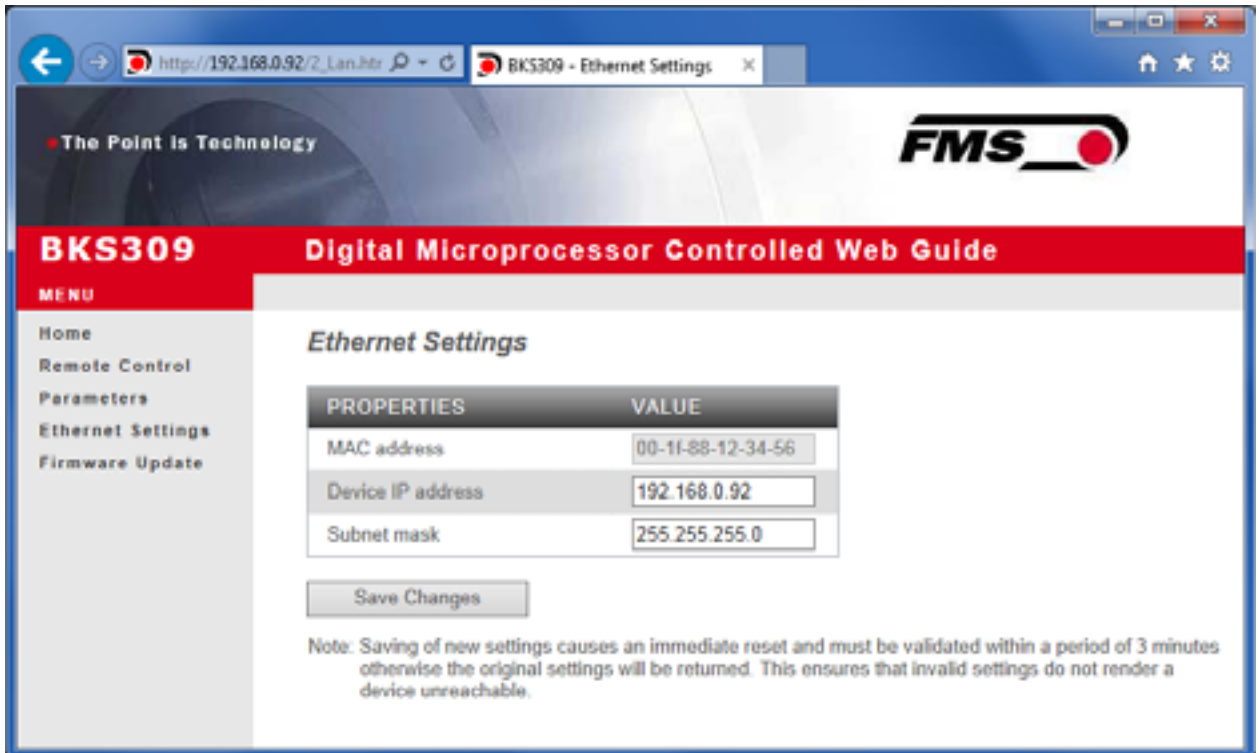 http://192.168.0.92/2_Lan.htr
BKS309 - Ethernet Settings
The Point is Technology
FMS
BKS309
Digital Microprocessor Controlled Web Guide
MENU
Home
Remote Control
Parameters
Ethernet Settings
Firmware Update
Ethernet Settings
PROPERTIES VALUE
MAC address 00-1f-88-12-34-56
Device IP address 192.168.0.92
Subnet mask 255.255.255.0
Save Changes
Note: Saving of new settings causes an immediate reset and must be validated within a period of 3 minutes
otherwise the original settings will be returned. This ensures that invalid settings do not render a
device unreachable.